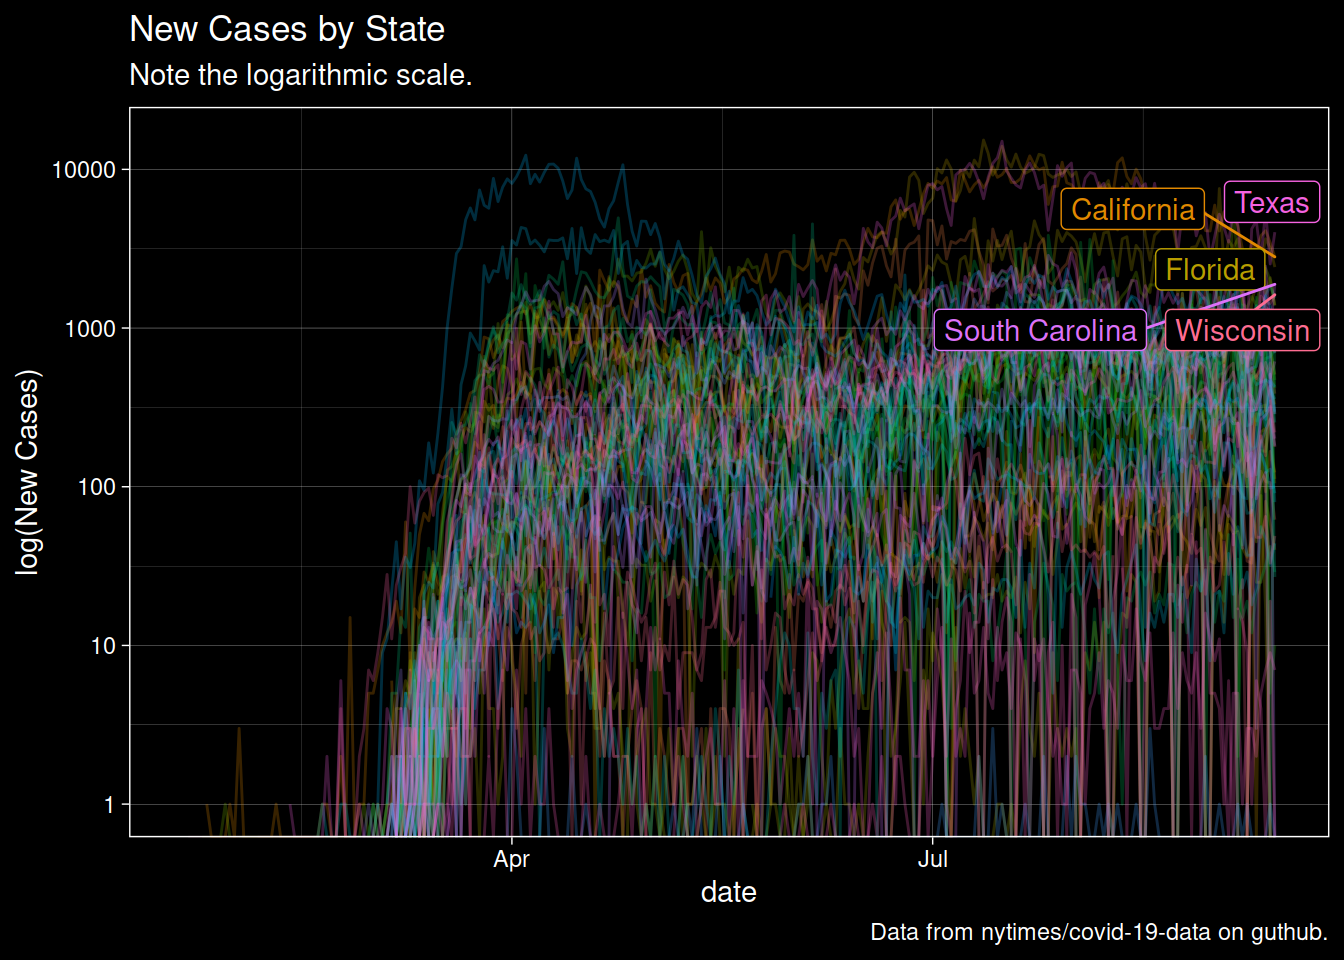 New Cases by State
Note the logarithmic scale.
log(New Cases)
10000
1000
100
10
1
California
Texas
Florida
South Carolina
Wisconsin
Apr
Jul
date
Data from nytimes/covid-19-data on guthub.